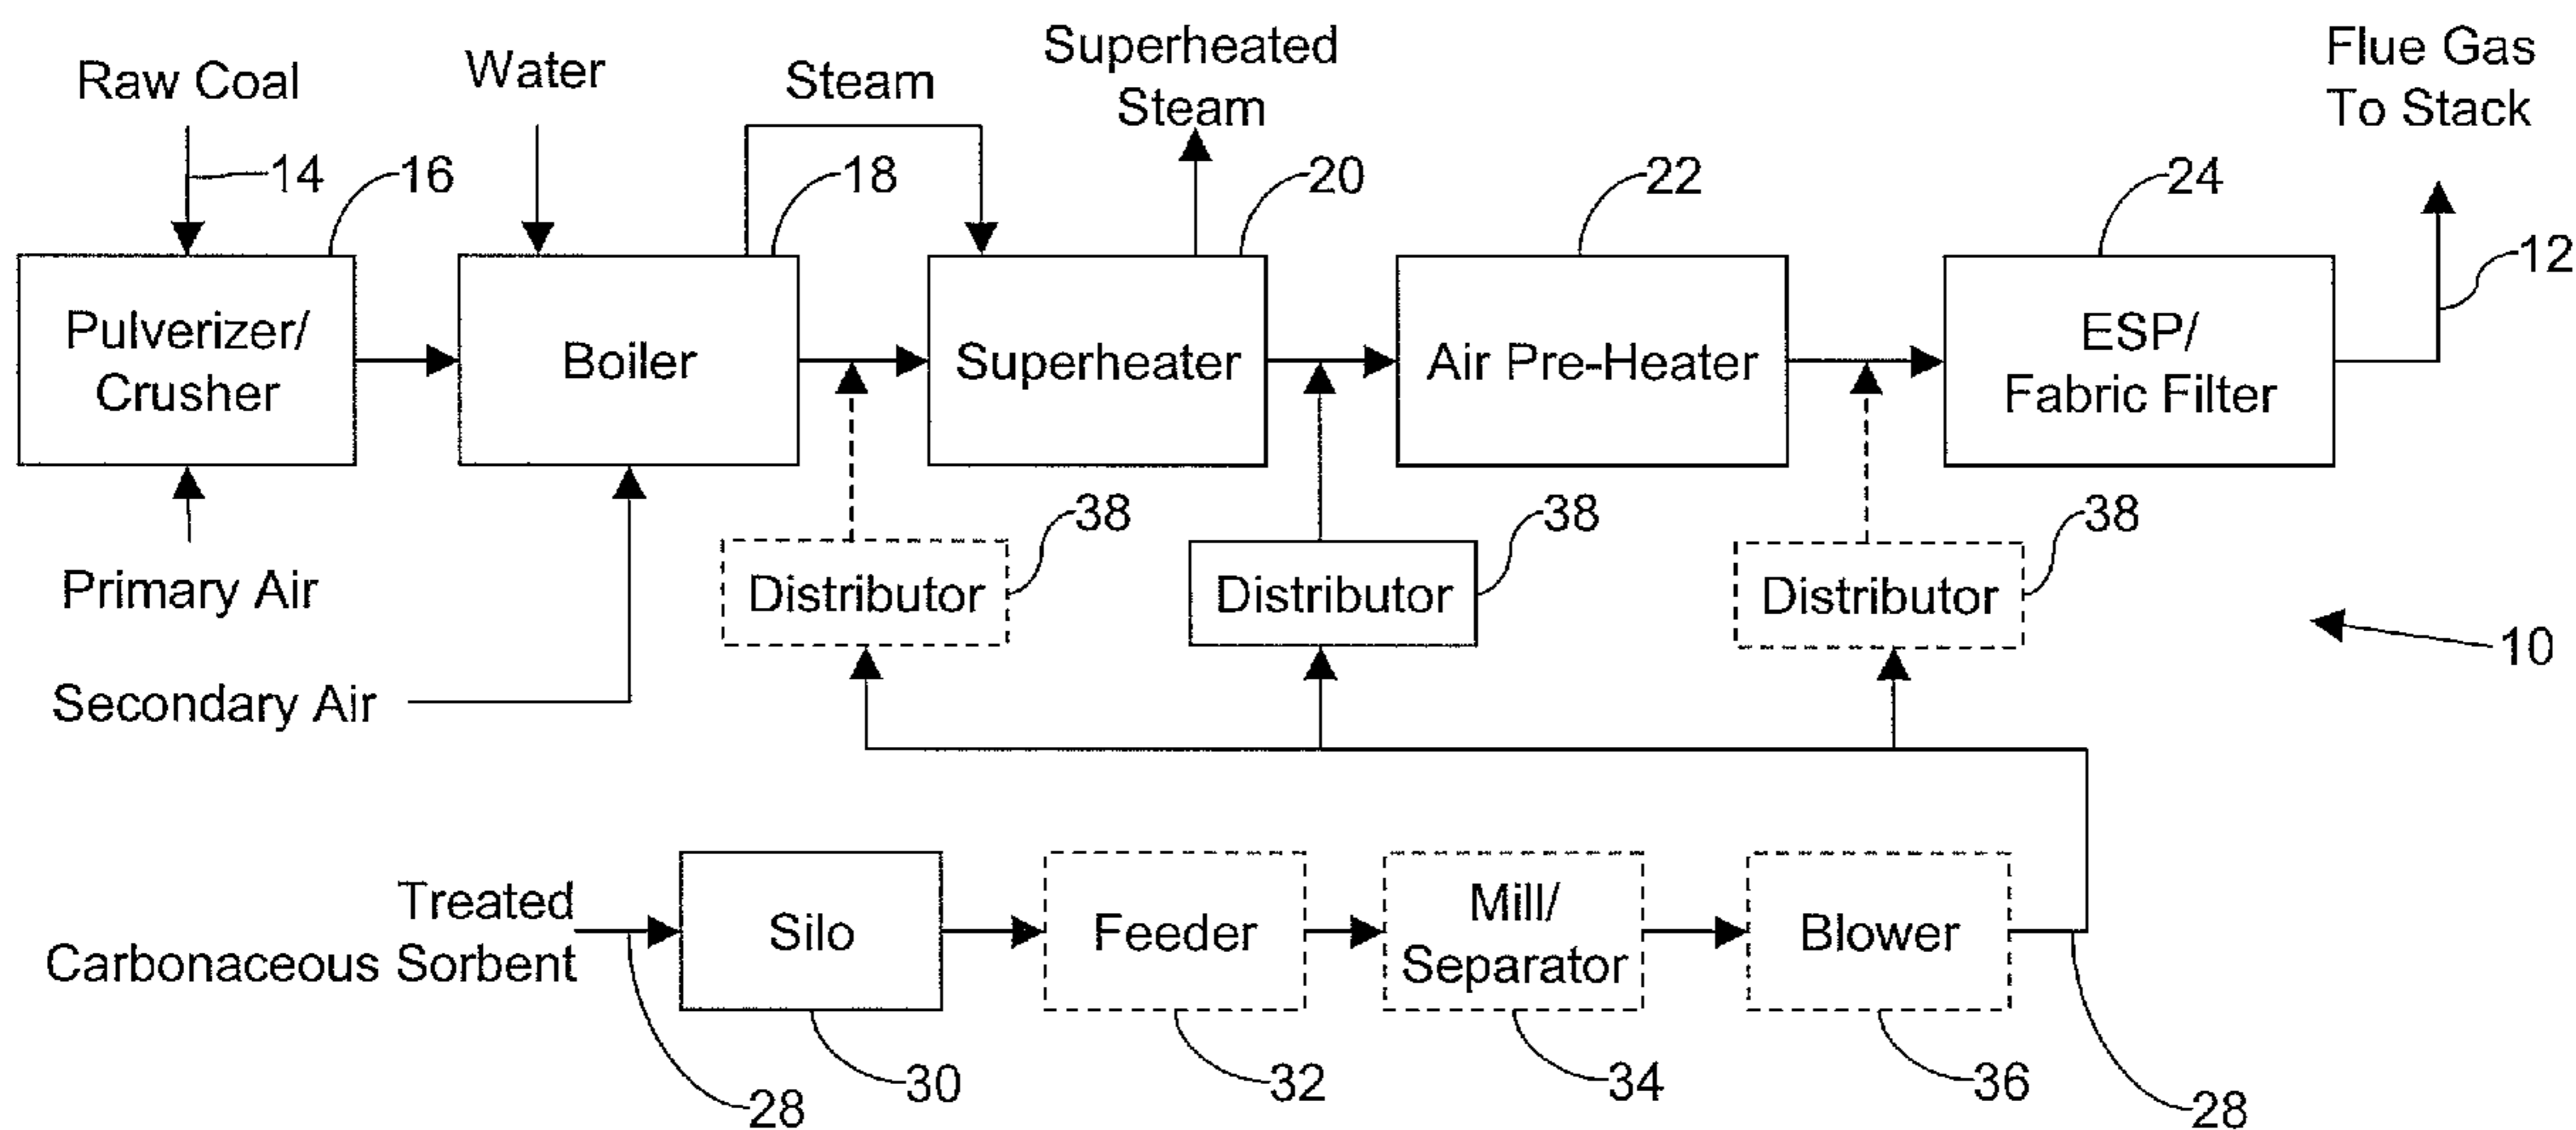 Raw Coal
Water
Steam
Superheated
Steam
Flue Gas
To Stack
14
16
18
20
22
24
12
Pulverizer/
Crusher
Boiler
Superheater
Air Pre-Heater
ESP/
Fabric Filter
Primary Air
Secondary Air
Distributor
38
Distributor
38
Distributor
38
10
Treated
Carbonaceous Sorbent
Silo
Feeder
Mill/
Separator
Blower
28
30
32
34
36
28